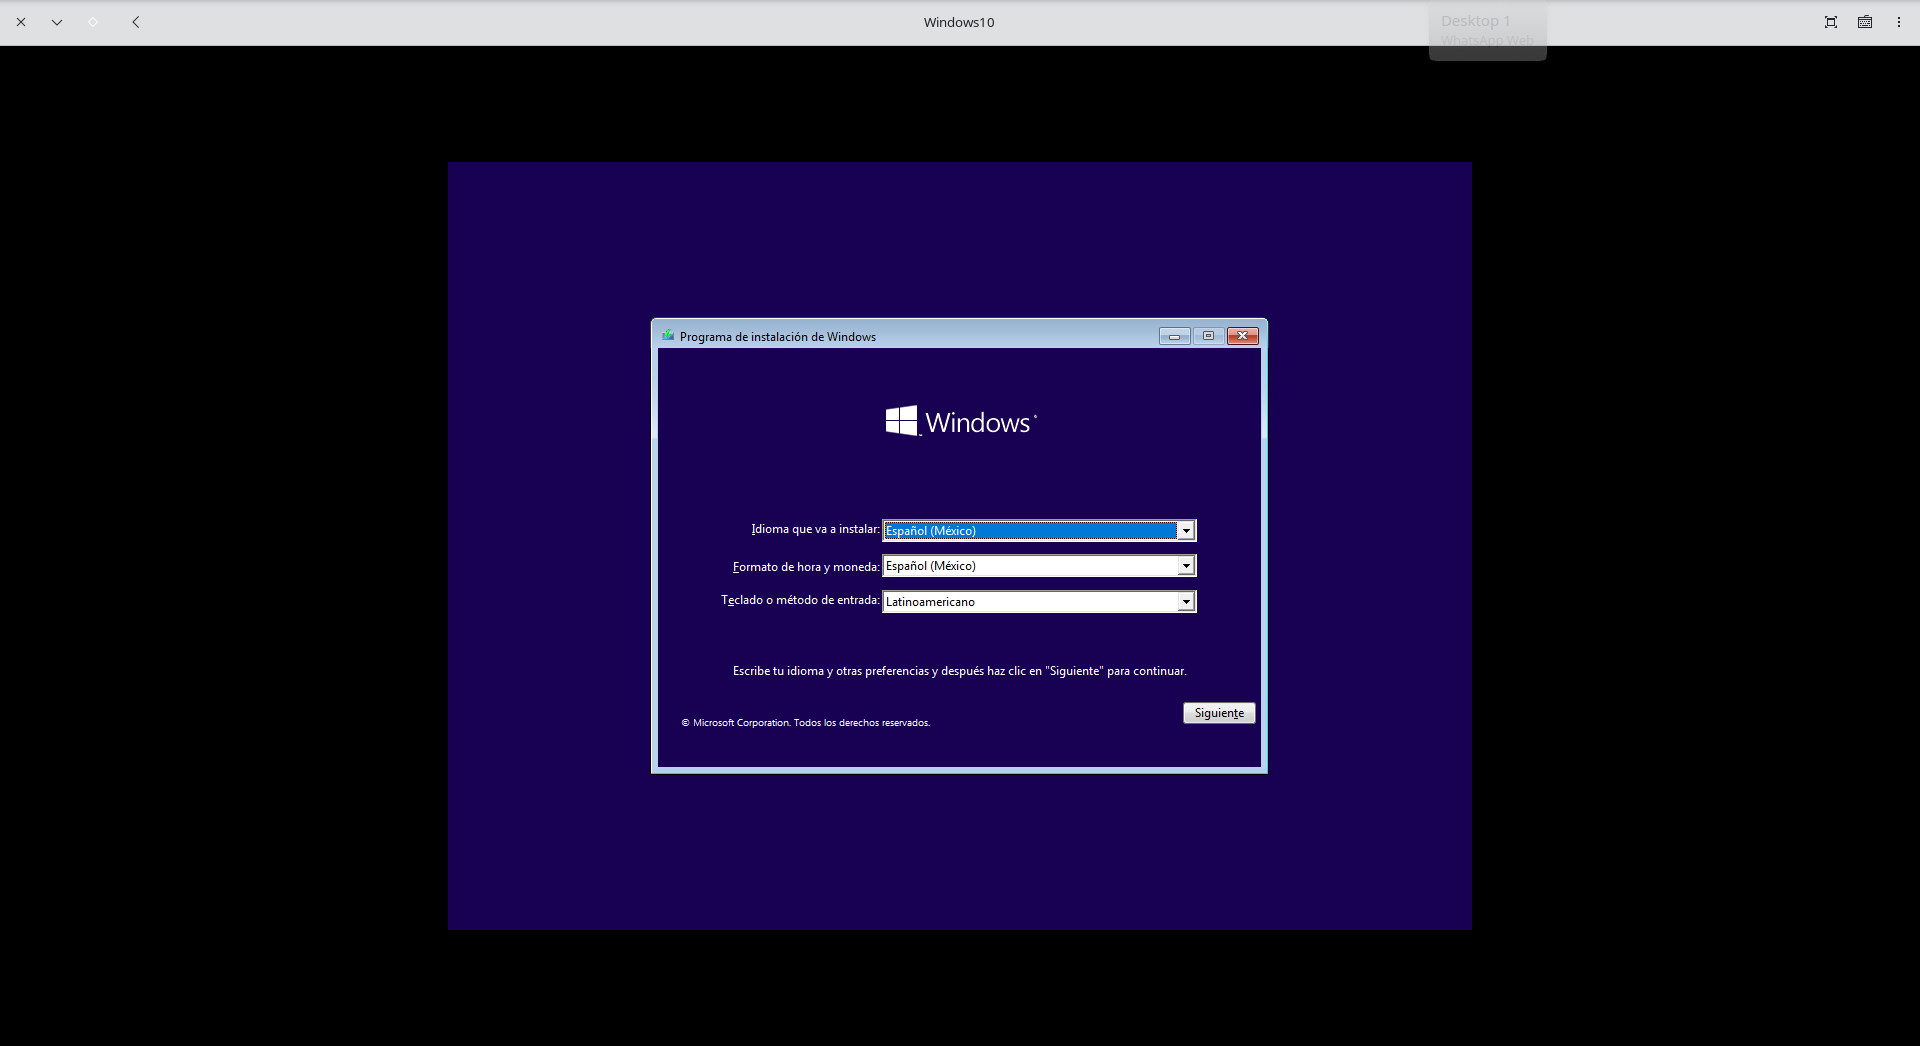 Windows10
Desktop 1
WhatsApp Web
Programa de instalación de Windows
Windows
Idioma que va a instalar: Español (México)
Formato de hora y moneda: Español (México)
Teclado o método de entrada: Latinoamericano
Escribe tu idioma y otras preferencias y después haz clic en "Siguiente" para continuar.
Siguiente
© Microsoft Corporation. Todos los derechos reservados.